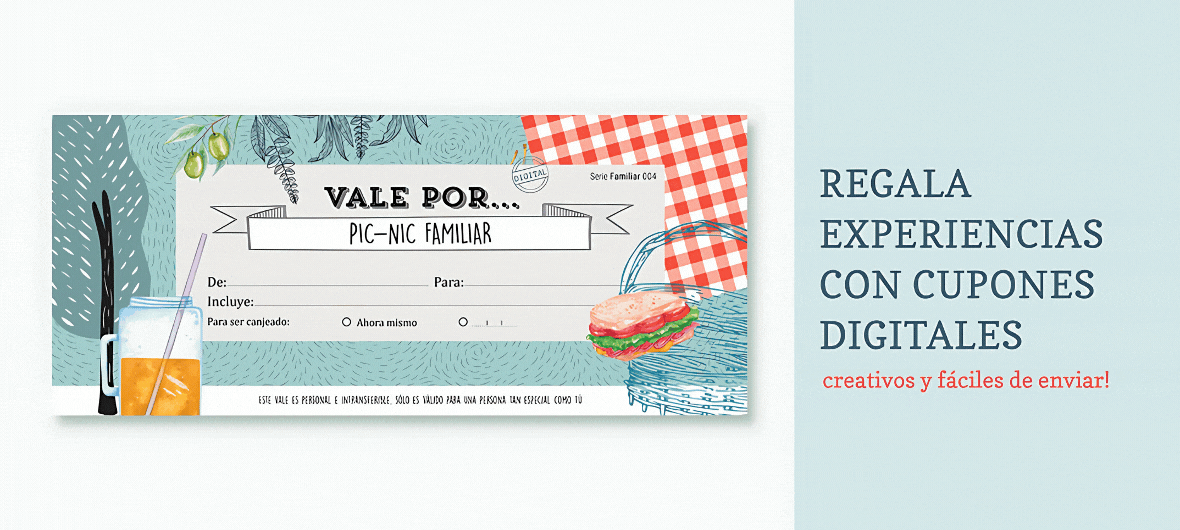 DIGITAL
Serie Familiar 004
VALE POR...
PIC-NIC FAMILIAR
De: Para:
Incluye:
Para ser canjeado: Ahora mismo
ESTE VALE ES PERSONAL E INTRANSFERIBLE, SÓLO ES VÁLIDO PARA UNA PERSONA TAN ESPECIAL COMO TÚ
REGALA
EXPERIENCIAS
CON CUPONES
DIGITALES
creativos y fáciles de enviar!